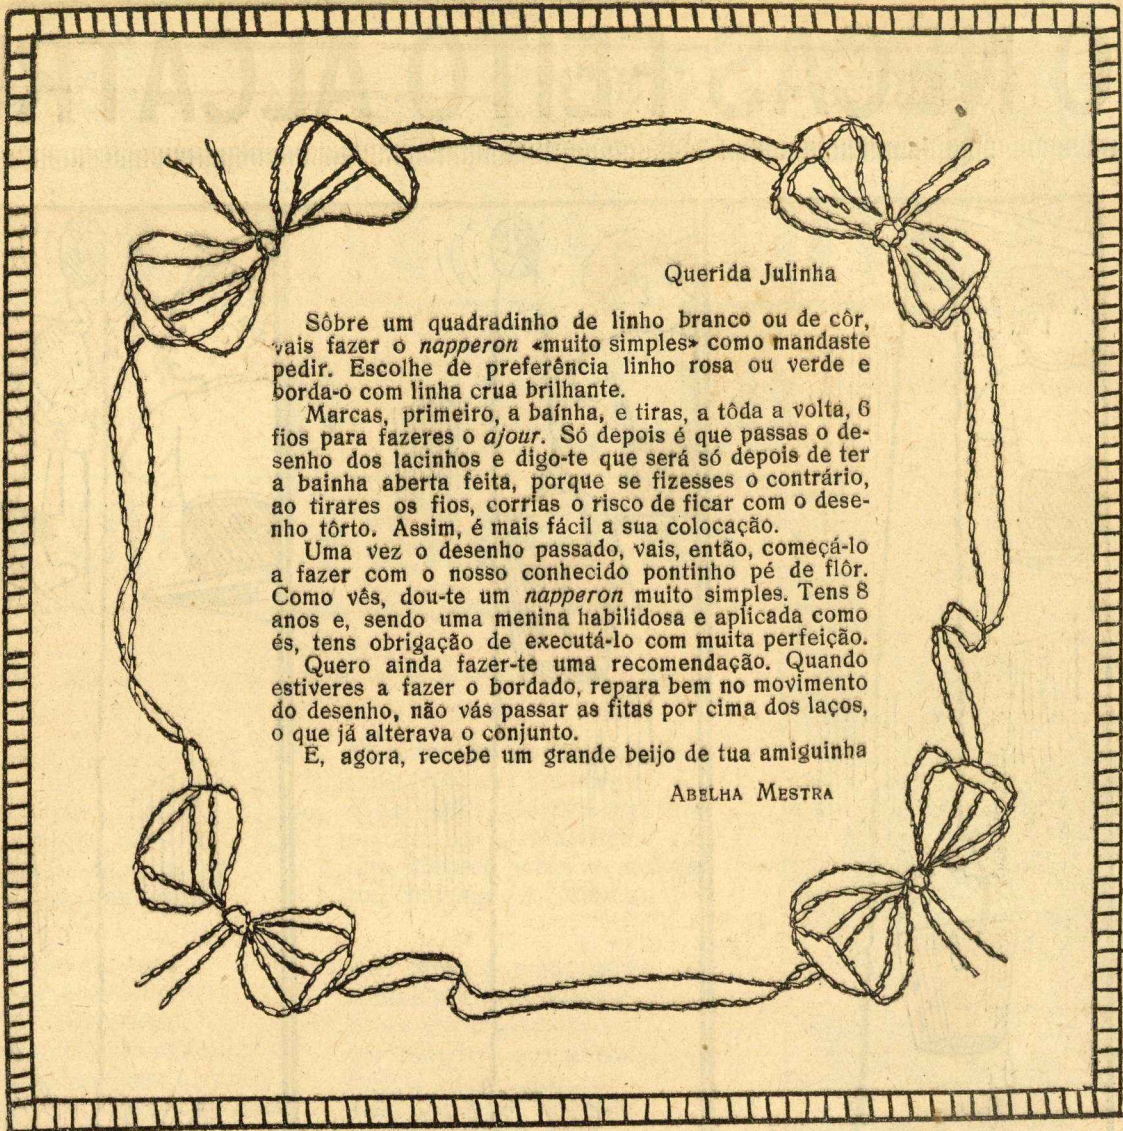 Querida Julinha
Sôbre um quadradinho de linho branco ou de côr,
vais fazer o napperon «muito simples» como mandaste
pedir. Escolhe de preferência linho rosa ou verde e
borda-o com linha crua brilhante.
Marcas, primeiro, a baínha, e tiras, a tôda a volta, 6
fios para fazeres o ajour. Só depois é que passas o de-
senho dos lacinhos e digo-te que será só depois de ter
a bainha aberta feita, porque se fizesses o contrário,
ao tirares os fios, corrias o risco de ficar com o dese-
nho tôrto. Assim, é mais fácil a sua colocação.
Uma vez o desenho passado, vais, então, começá-lo
a fazer com o nosso conhecido pontinho pé de flôr.
Como vês, dou-te um napperon muito simples. Tens 8
anos e, sendo uma menina habilidosa e aplicada como
és, tens obrigação de executá-lo com muita perfeição.
Quero ainda fazer-te uma recomendação. Quando
estiveres a fazer o bordado, repara bem no movimento
do desenho, não vás passar as fitas por cima dos laços,
o que já alterava o conjunto.
E, agora, recebe um grande beijo de tua amiguinha
ABELHA MESTRA